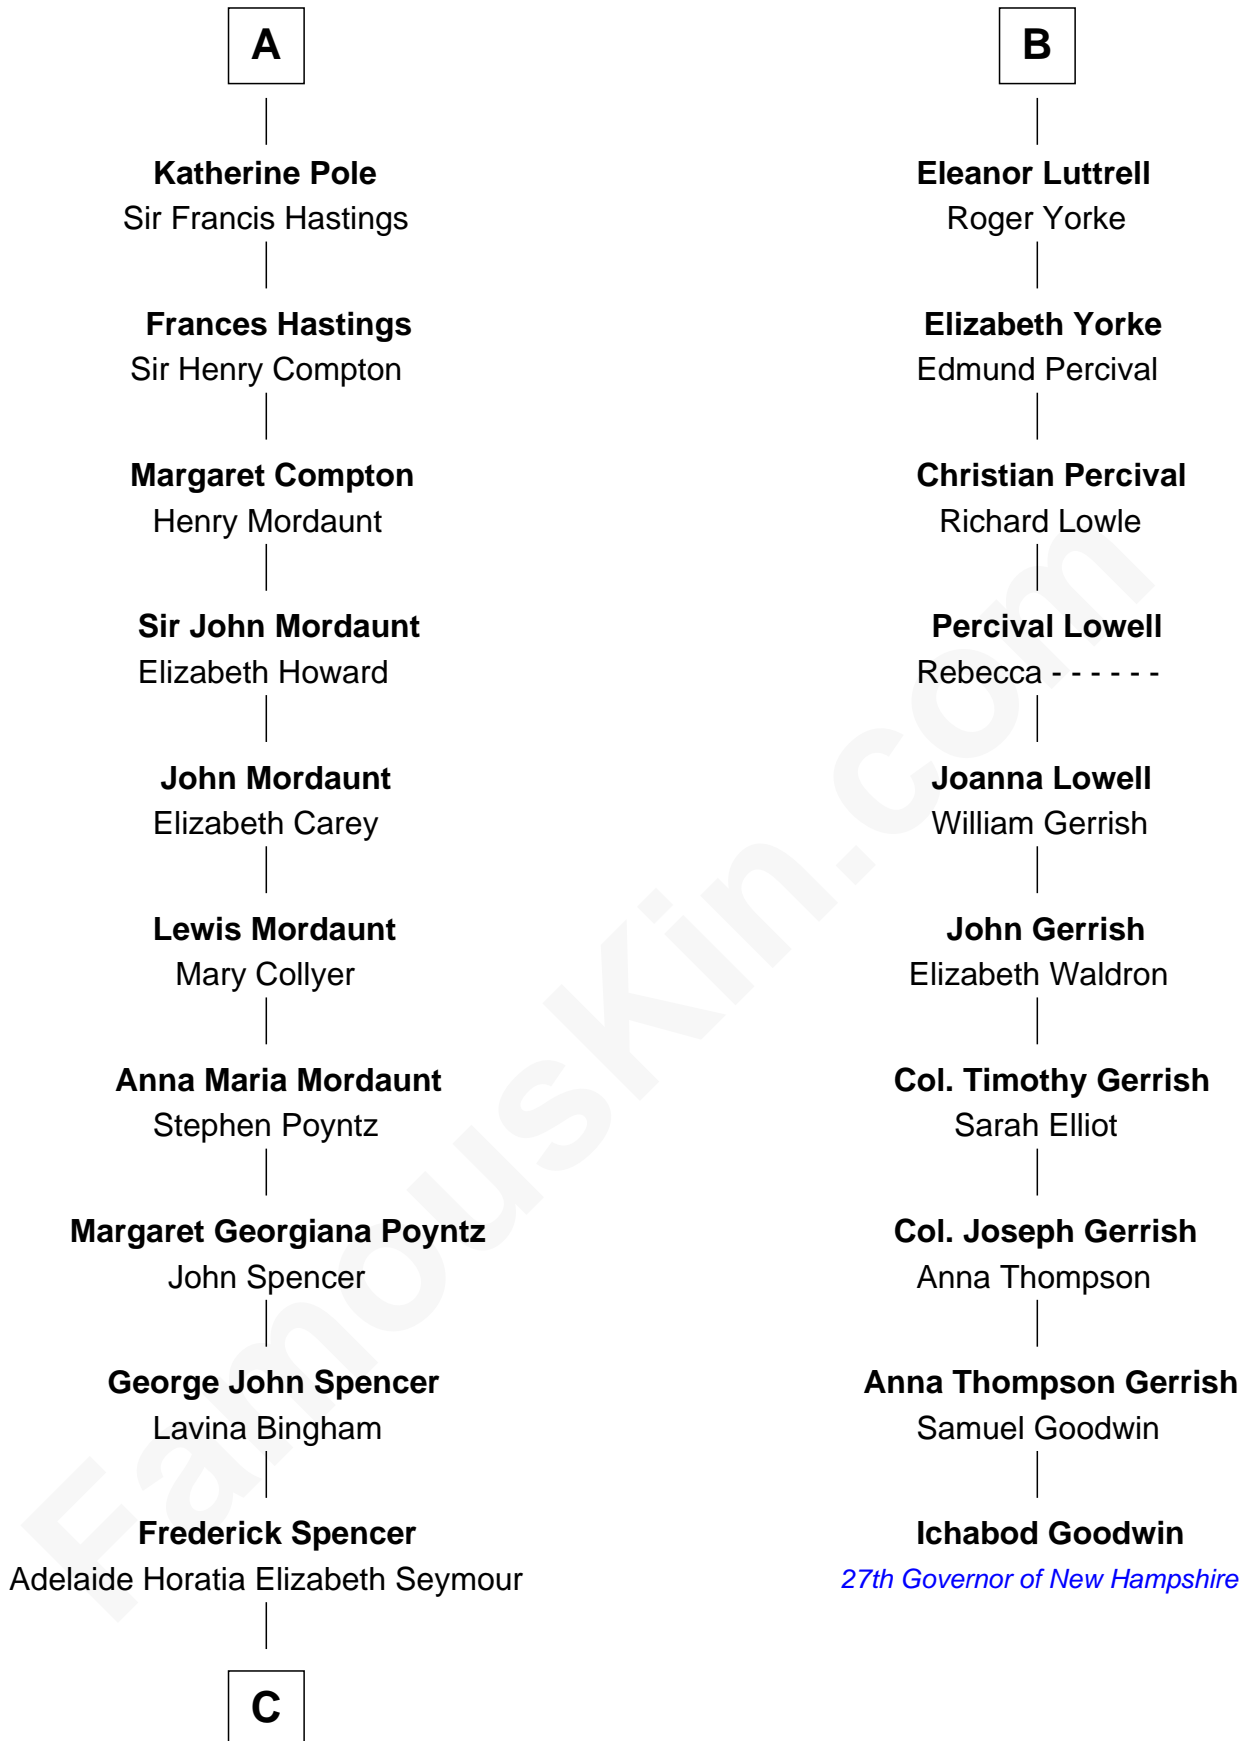 A
Katherine Pole
Sir Francis Hastings
Frances Hastings
Sir Henry Compton
Margaret Compton
Henry Mordaunt
Sir John Mordaunt
Elizabeth Howard
John Mordaunt
Elizabeth Carey
Lewis Mordaunt
Mary Collyer
Anna Maria Mordaunt
Stephen Poyntz
Margaret Georgiana Poyntz
John Spencer
George John Spencer
Lavina Bingham
Frederick Spencer
Adelaide Horatia Elizabeth Seymour
C
B
Eleanor Luttrell
Roger Yorke
Elizabeth Yorke
Edmund Percival
Christian Percival
Richard Lowle
Percival Lowell
Rebecca - - - - - -
Joanna Lowell
William Gerrish
John Gerrish
Elizabeth Waldron
Col. Timothy Gerrish
Sarah Elliot
Col. Joseph Gerrish
Anna Thompson
Anna Thompson Gerrish
Samuel Goodwin
Ichabod Goodwin
27th Governor of New Hampshire
FamousKin.com